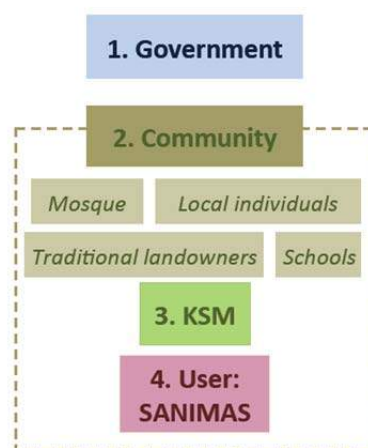 1. Government
2. Community
Mosque
Local individuals
Traditional landowners
Schools
3. KSM
4. User:
SANIMAS